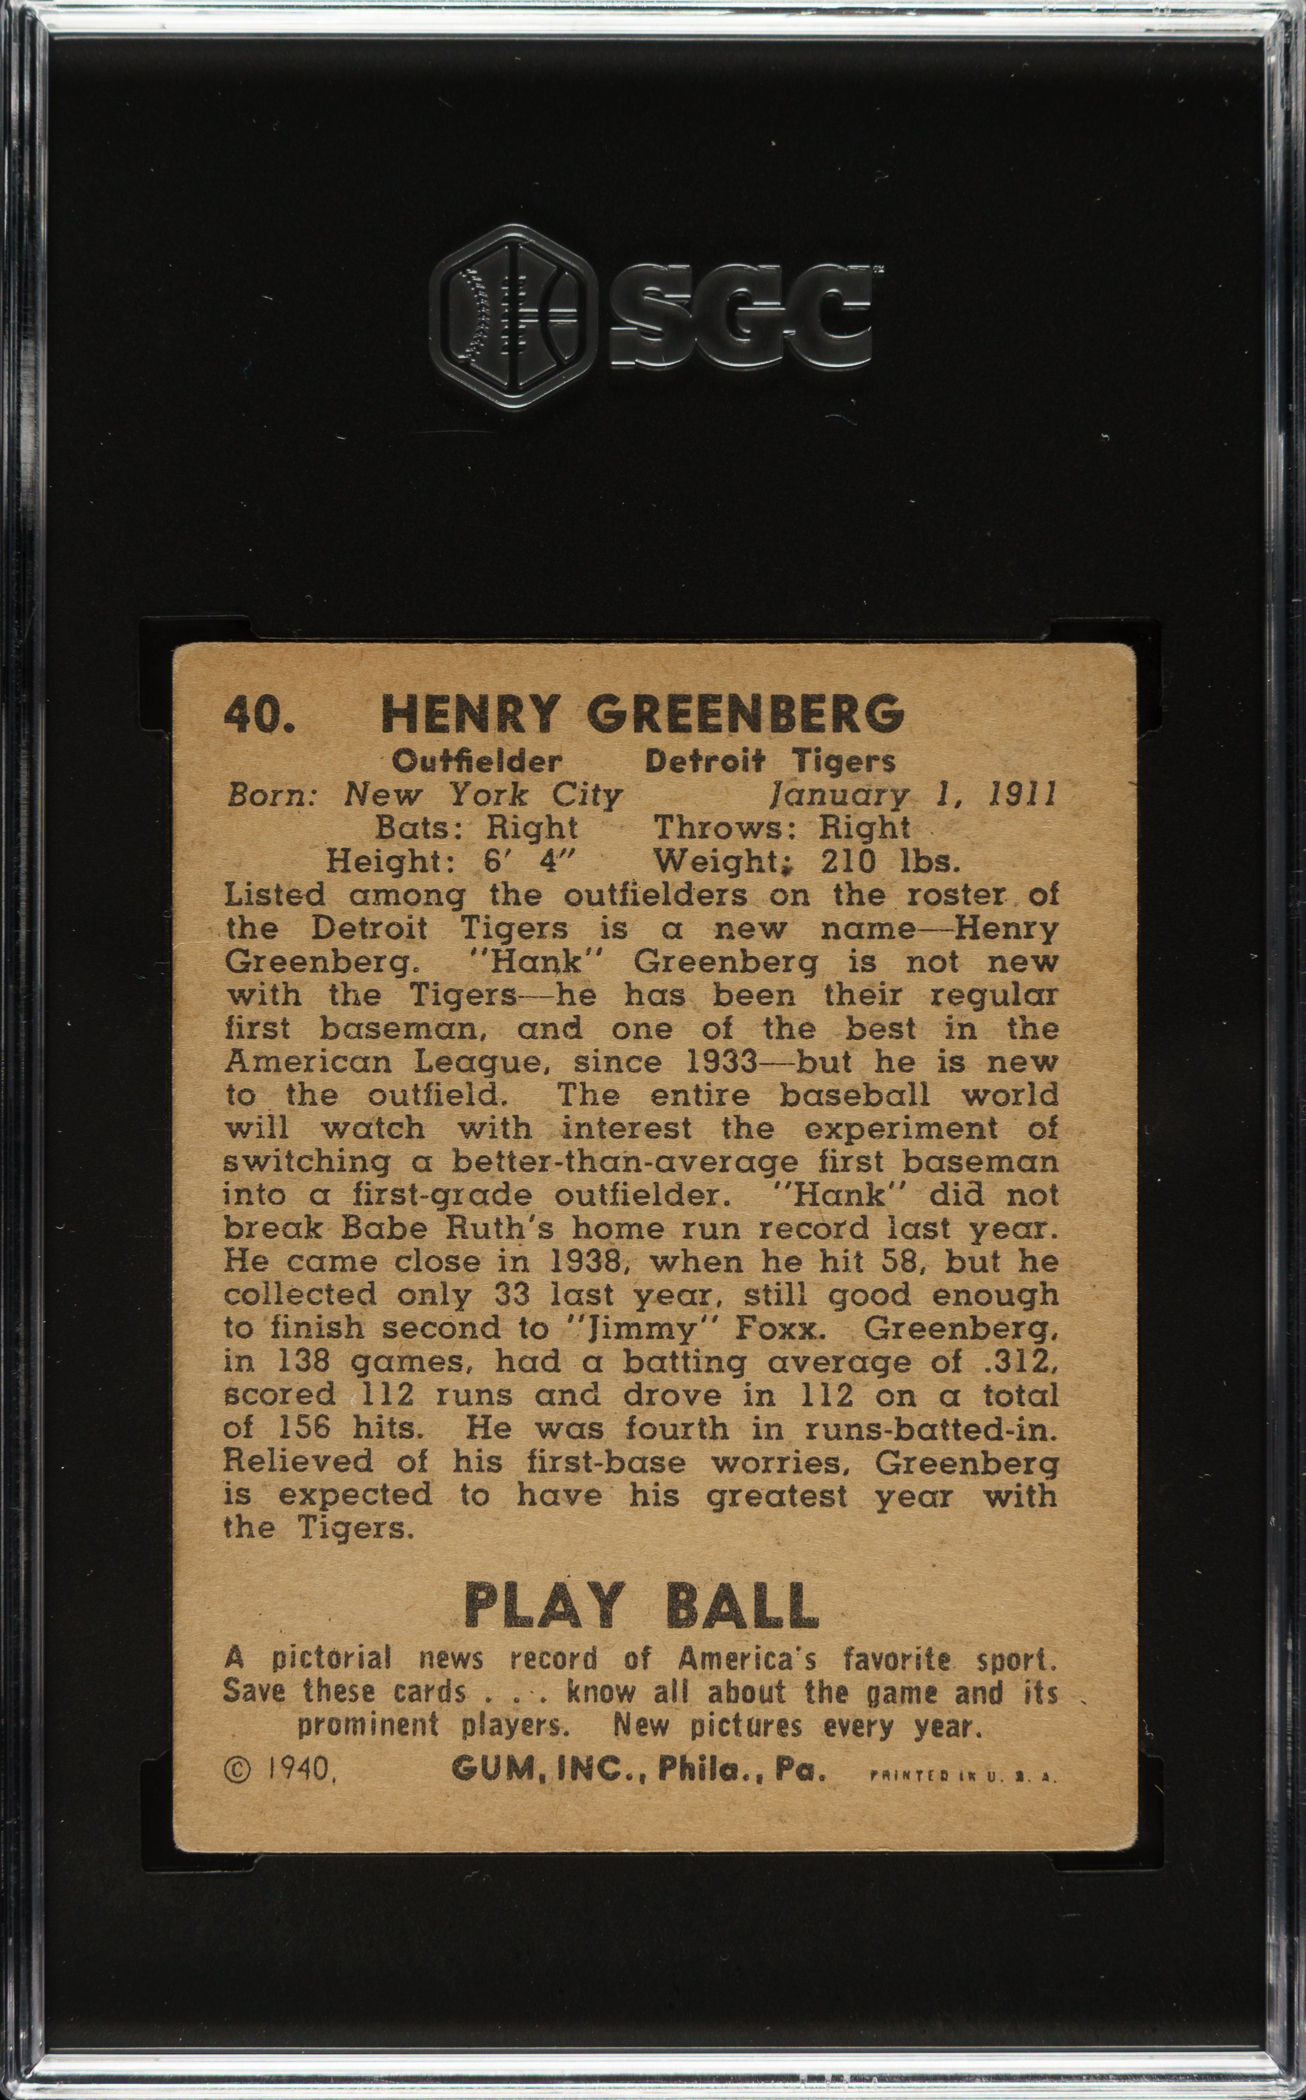 SGC
40. HENRY GREENBERG
Outfielder Detroit Tigers
Born: New York City January 1, 1911
Bats: Right Throws: Right
Height: 6' 4" Weight: 210 lbs.
Listed among the outfielders on the roster of
the Detroit Tigers is a new name—Henry
Greenberg. "Hank" Greenberg is not new
with the Tigers—he has been their regular
first baseman, and one of the best in the
American League, since 1933—but he is new
to the outfield. The entire baseball world
will watch with interest the experiment of
switching a better-than-average first baseman
into a first-grade outfielder. "Hank" did not
break Babe Ruth's home run record last year.
He came close in 1938, when he hit 58, but he
collected only 33 last year, still good enough
to finish second to "Jimmy" Foxx. Greenberg,
in 138 games, had a batting average of .312,
scored 112 runs and drove in 112 on a total
of 156 hits. He was fourth in runs-batted-in.
Relieved of his first-base worries, Greenberg
is expected to have his greatest year with
the Tigers.
PLAY BALL
A pictorial news record of America's favorite sport.
Save these cards . . . know all about the game and its
prominent players. New pictures every year.
© 1940, GUM, INC., Phila., Pa. PRINTED IN U. S. A.